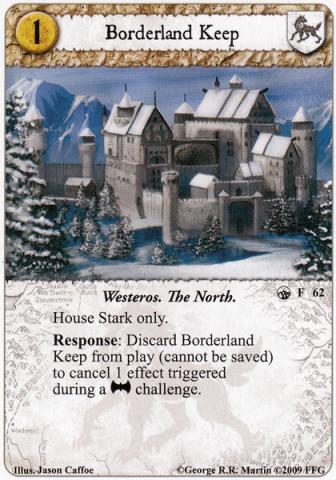 1
Borderland Keep
Westeros. The North.
F 62
House Stark only.
Response: Discard Borderland
Keep from play (cannot be saved)
to cancel 1 effect triggered
during a challenge.
Illus. Jason Caffoe
©George R.R. Martin ©2009 FFG